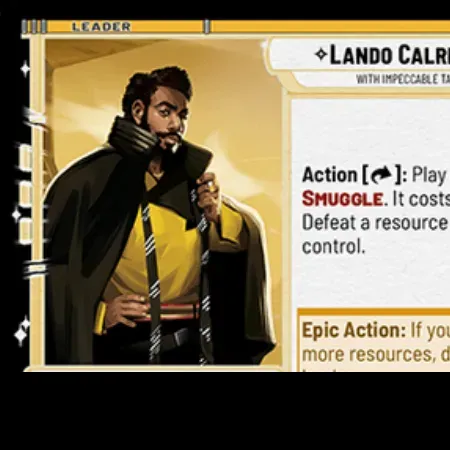 LEADER
LANDO CALR
WITH IMPECCABLE TA
Action [ ]: Play
SMUGGLE. It costs
Defeat a resource
control.
Epic Action: If you
more resources, d